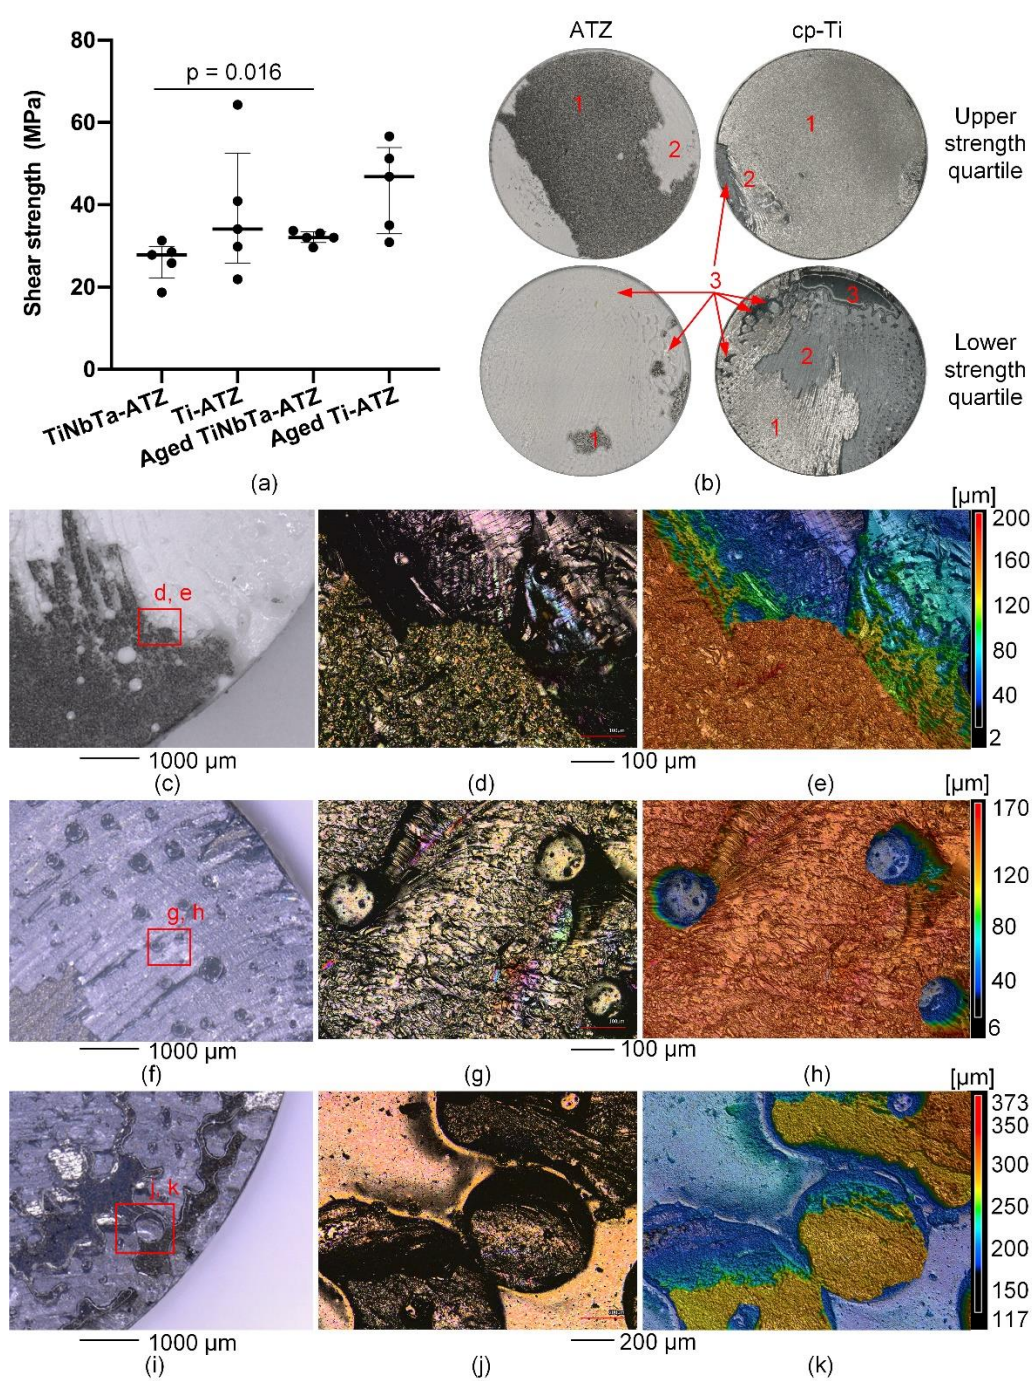 80
60
40
20
0
Shear strength (MPa)
p = 0.016
TiNbTa-ATZ
Ti-ATZ
Aged TiNbTa-ATZ
Aged Ti-ATZ
(a)
ATZ
cp-Ti
1
2
1
2
Upper
strength
quartile
3
1
3
2
1
Lower
strength
quartile
(b)
d, e
1000 µm
(c)
100 µm
(d)
[µm]
200
160
120
80
40
2
(e)
g, h
1000 µm
(f)
100 µm
100 µm
(g)
[µm]
170
120
80
40
6
(h)
j, k
1000 µm
(i)
200 µm
(j)
[µm]
373
350
300
250
200
150
117
(k)